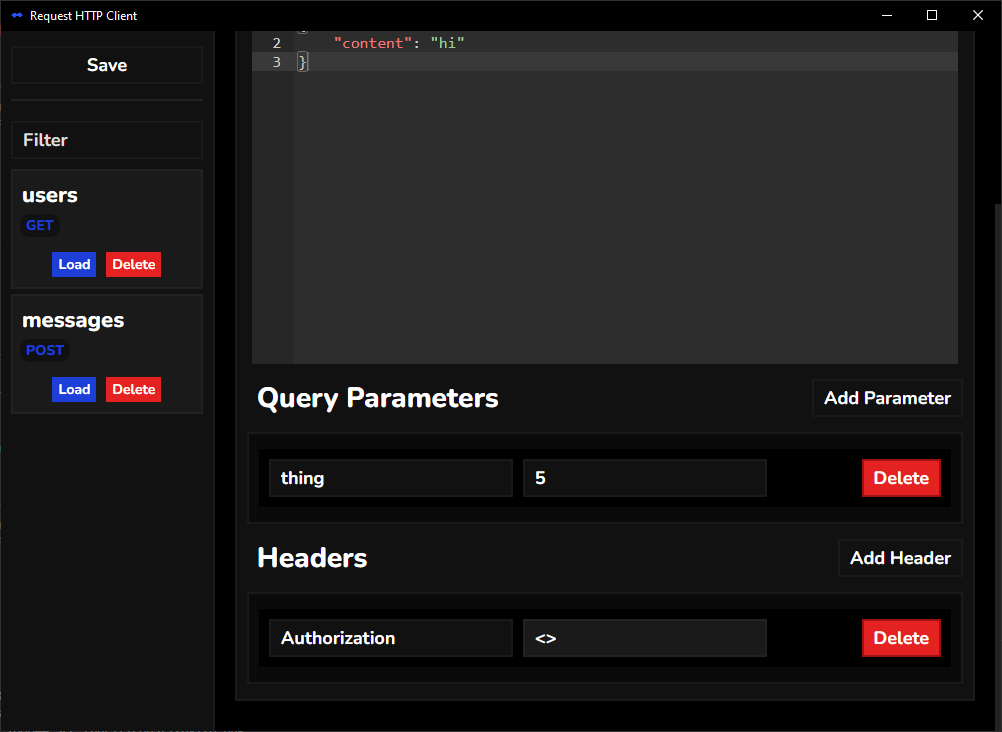 Request HTTP Client
Save
Filter
users
GET
Load Delete
messages
POST
Load Delete
2 "content": "hi"
3 }
Query Parameters
Add Parameter
thing 5 Delete
Headers
Add Header
Authorization <> Delete